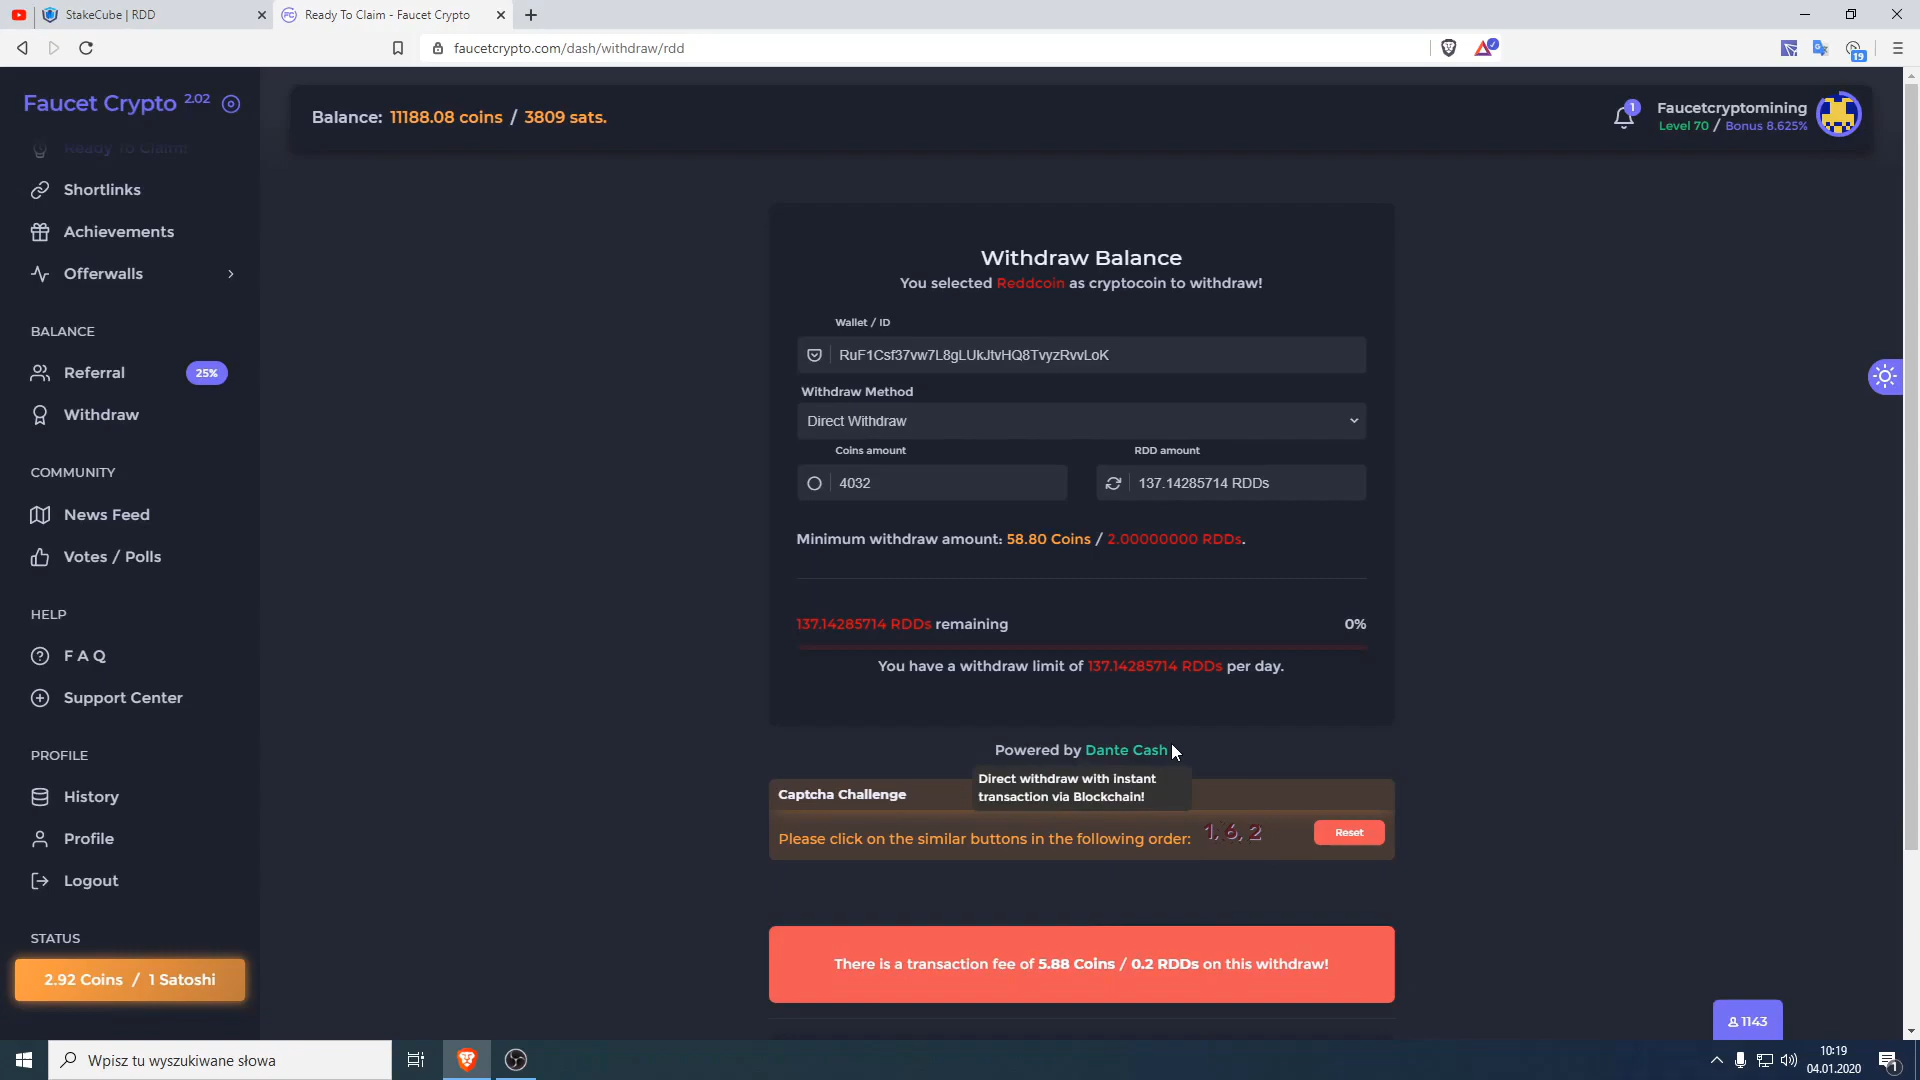 StakeCube | RDD
Ready To Claim - Faucet Crypto
faucetcrypto.com/dash/withdraw/rdd
19
Faucet Crypto 2.02
Balance: 11188.08 coins / 3809 sats.
1
Faucetcryptomining
Level 70 / Bonus 8.625%
Ready To Claim!
Shortlinks
Achievements
Offerwalls
BALANCE
Referral
25%
Withdraw
COMMUNITY
News Feed
Votes / Polls
HELP
F A Q
Support Center
PROFILE
History
Profile
Logout
STATUS
2.92 Coins / 1 Satoshi
Withdraw Balance
You selected Reddcoin as cryptocoin to withdraw!
Wallet / ID
RuF1Csf37vw7L8gLUkJtvHQ8TvyzRvvLoK
Withdraw Method
Direct Withdraw
Coins amount
RDD amount
4032
137.14285714 RDDs
Minimum withdraw amount: 58.80 Coins / 2.00000000 RDDs.
137.14285714 RDDs remaining
0%
You have a withdraw limit of 137.14285714 RDDs per day.
Powered by Dante Cash
Direct withdraw with instant
transaction via Blockchain!
Captcha Challenge
Please click on the similar buttons in the following order:
1, 6, 2
Reset
There is a transaction fee of 5.88 Coins / 0.2 RDDs on this withdraw!
1143
Wpisz tu wyszukiwane słowa
10:19
04.01.2020
1